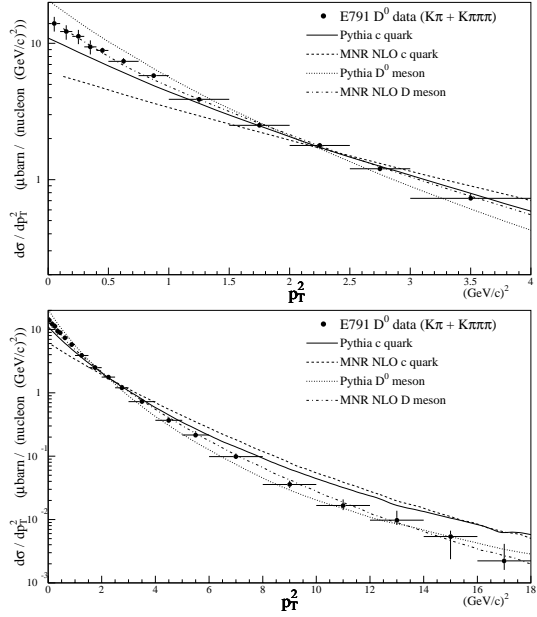 E791 D⁰ data (Kπ + Kπππ)
Pythia c quark
MNR NLO c quark
Pythia D⁰ meson
MNR NLO D meson
dσ / dp_T² (μbarn / (nucleon (GeV/c)²))
10
1
0 0.5 1 1.5 2 2.5 3 3.5 4
p_T² (GeV/c)²
E791 D⁰ data (Kπ + Kπππ)
Pythia c quark
MNR NLO c quark
Pythia D⁰ meson
MNR NLO D meson
dσ / dp_T² (μbarn / (nucleon (GeV/c)²))
10
1
10⁻¹
10⁻²
10⁻³
0 2 4 6 8 10 12 14 16 18
p_T² (GeV/c)²